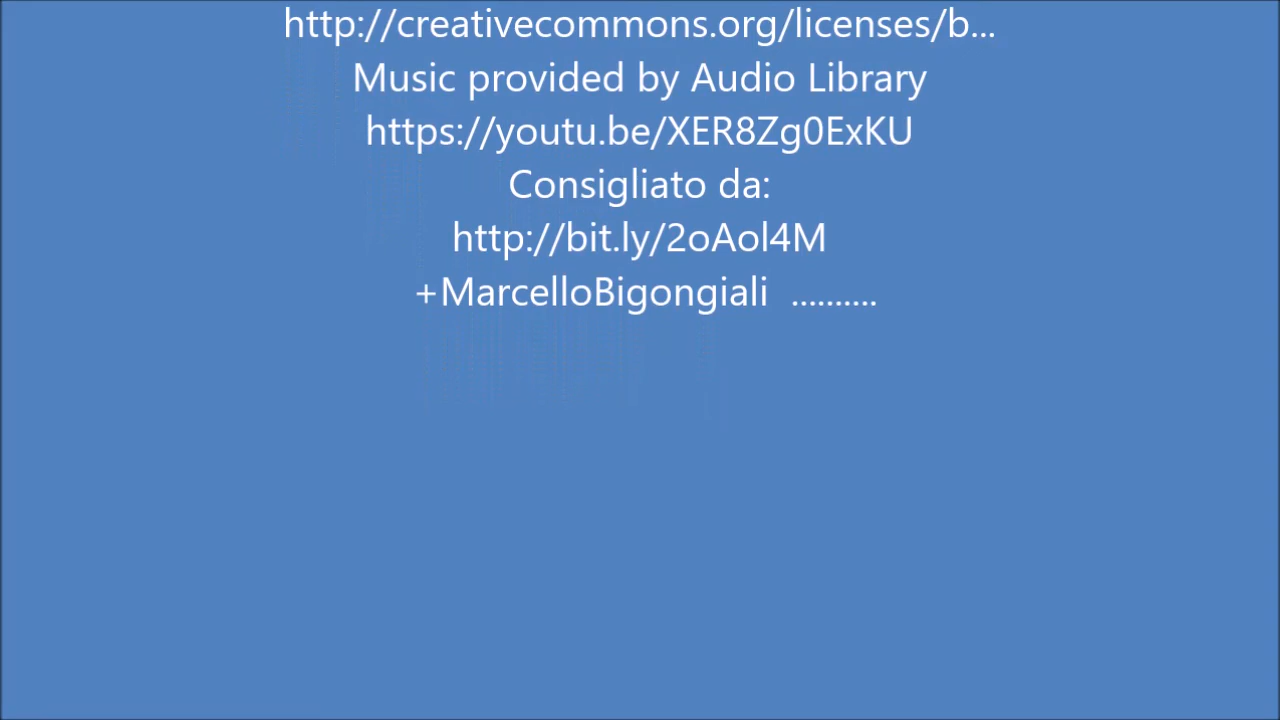 http://creativecommons.org/licenses/b...
Music provided by Audio Library
https://youtu.be/XER8Zg0ExKU
Consigliato da:
http://bit.ly/2oAol4M
+MarcelloBigongiali ..........